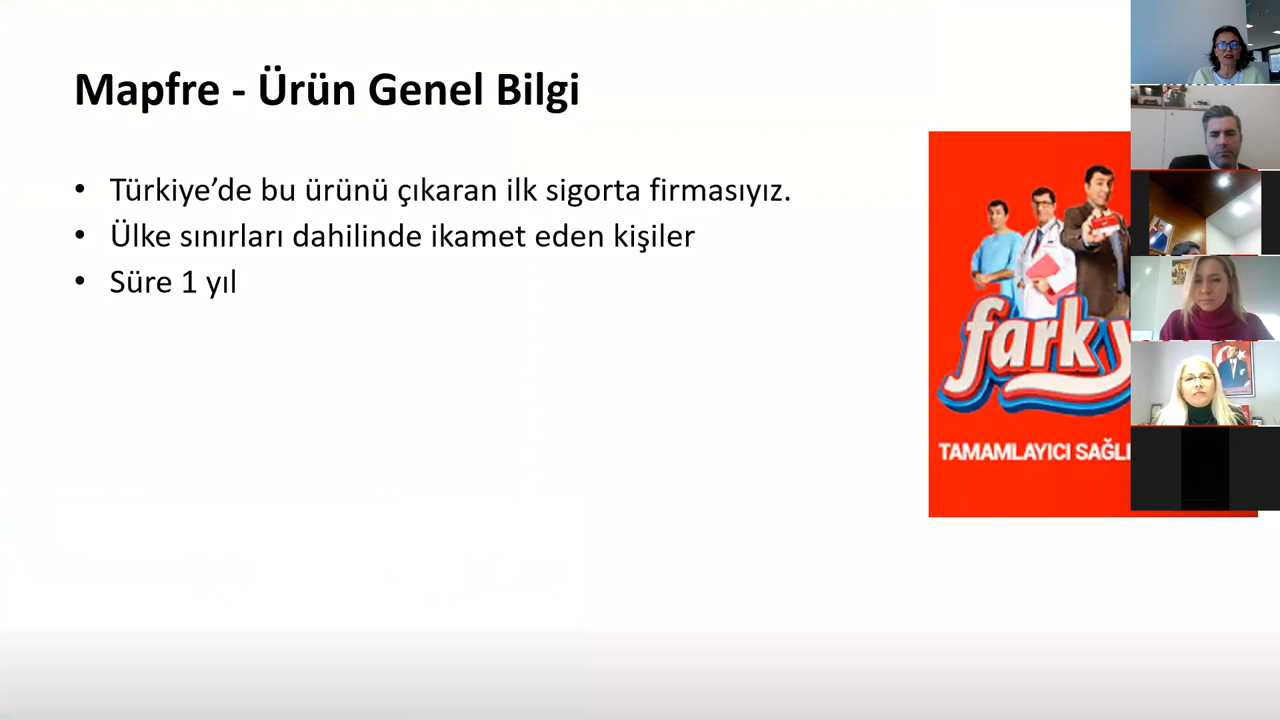 Mapfre - Ürün Genel Bilgi
• Türkiye’de bu ürünü çıkaran ilk sigorta firmasıyız.
• Ülke sınırları dahilinde ikamet eden kişiler
• Süre 1 yıl
fark
TAMAMLAYICI